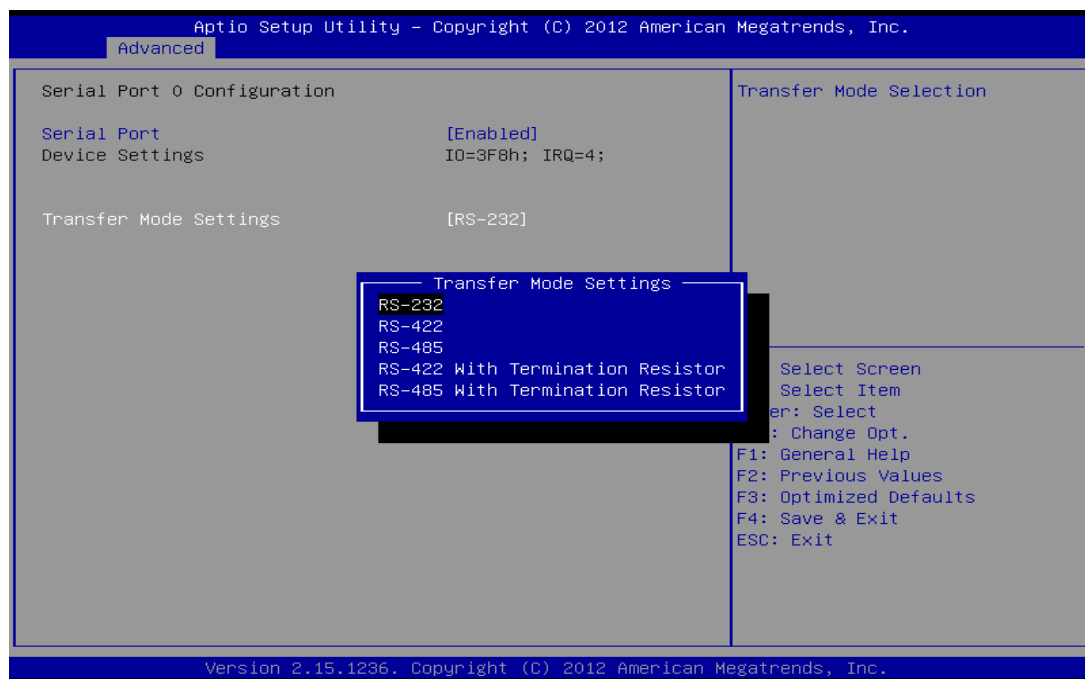 Aptio Setup Utility – Copyright (C) 2012 American Megatrends, Inc.
Advanced
Serial Port 0 Configuration
Serial Port [Enabled]
Device Settings IO=3F8h; IRQ=4;
Transfer Mode Settings [RS-232]
Transfer Mode Selection
Transfer Mode Settings
RS-232
RS-422
RS-485
RS-422 With Termination Resistor
RS-485 With Termination Resistor
Select Screen
Select Item
er: Select
: Change Opt.
F1: General Help
F2: Previous Values
F3: Optimized Defaults
F4: Save & Exit
ESC: Exit
Version 2.15.1236. Copyright (C) 2012 American Megatrends, Inc.